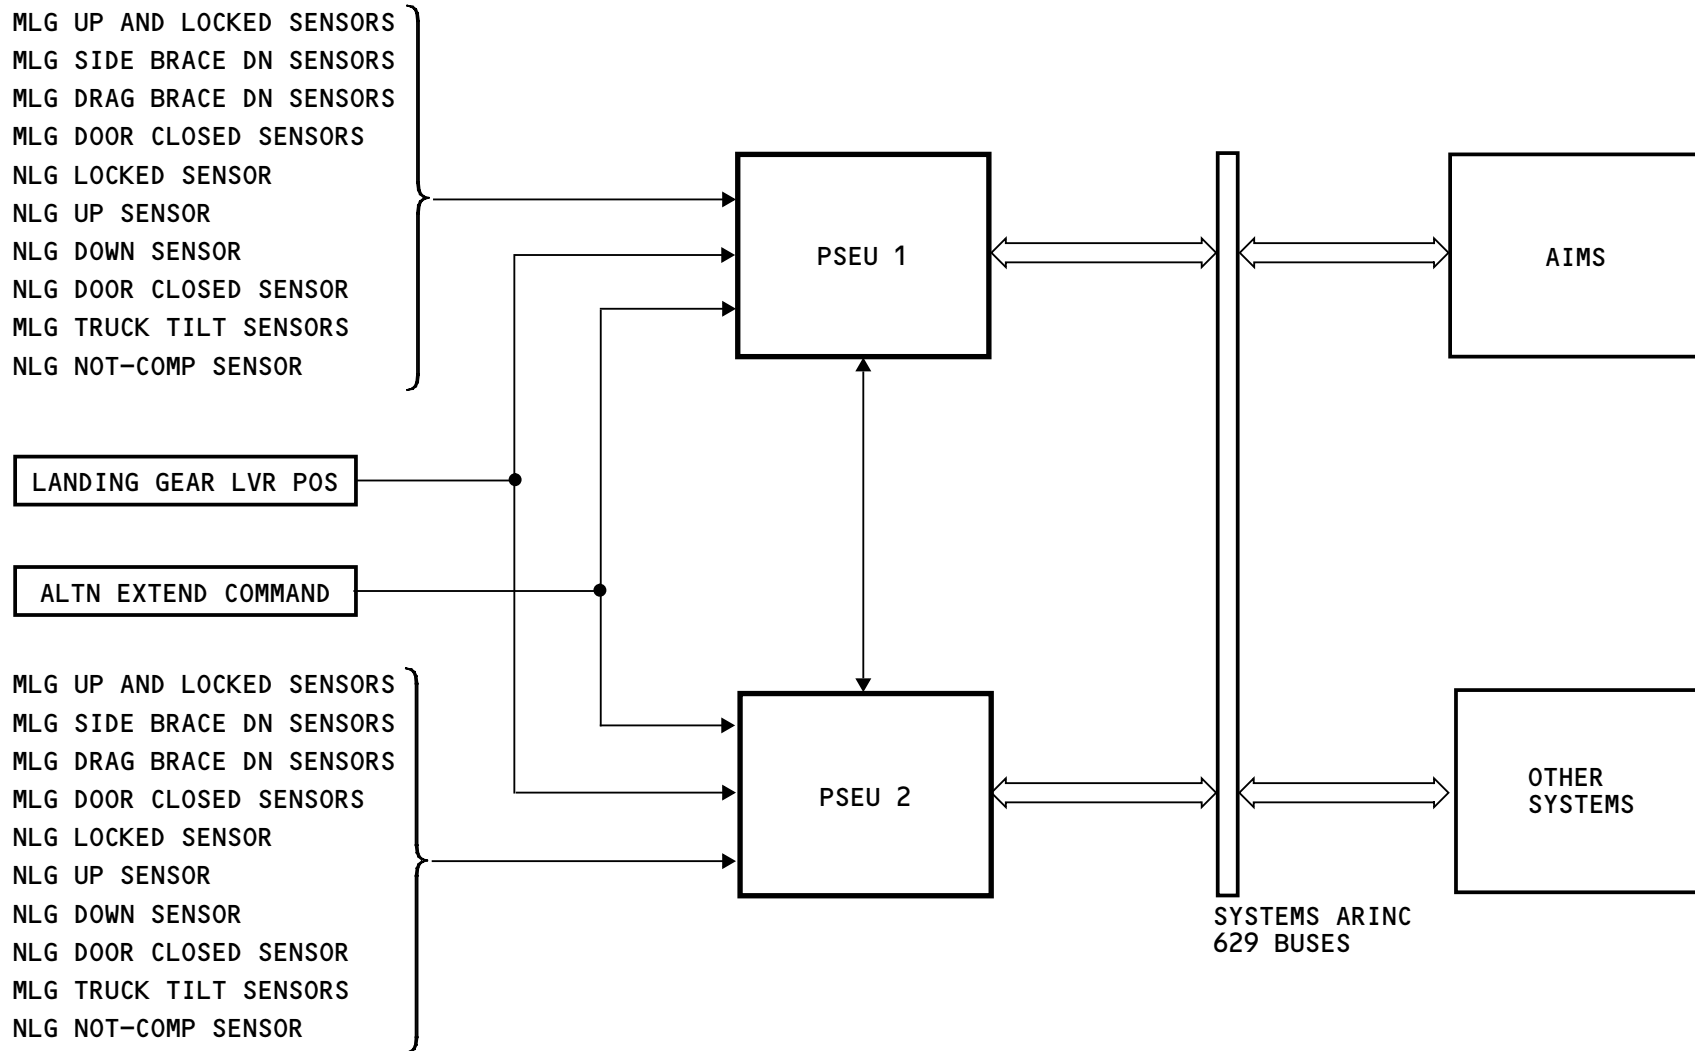 MLG UP AND LOCKED SENSORS
MLG SIDE BRACE DN SENSORS
MLG DRAG BRACE DN SENSORS
MLG DOOR CLOSED SENSORS
NLG LOCKED SENSOR
NLG UP SENSOR
NLG DOWN SENSOR
NLG DOOR CLOSED SENSOR
MLG TRUCK TILT SENSORS
NLG NOT-COMP SENSOR
LANDING GEAR LVR POS
ALTN EXTEND COMMAND
MLG UP AND LOCKED SENSORS
MLG SIDE BRACE DN SENSORS
MLG DRAG BRACE DN SENSORS
MLG DOOR CLOSED SENSORS
NLG LOCKED SENSOR
NLG UP SENSOR
NLG DOWN SENSOR
NLG DOOR CLOSED SENSOR
MLG TRUCK TILT SENSORS
NLG NOT-COMP SENSOR
PSEU 1
PSEU 2
SYSTEMS ARINC
629 BUSES
AIMS
OTHER
SYSTEMS